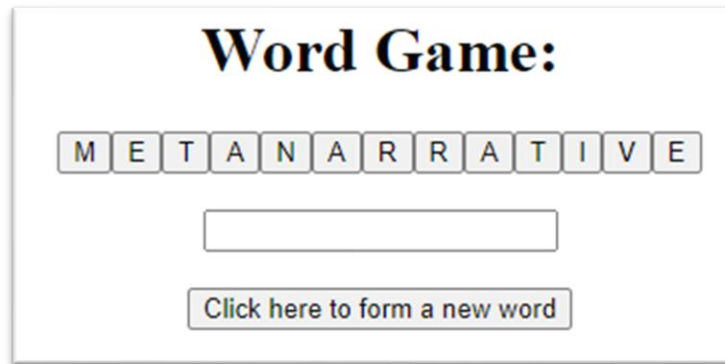 Word Game:
M E T A N A R R A T I V E
Click here to form a new word